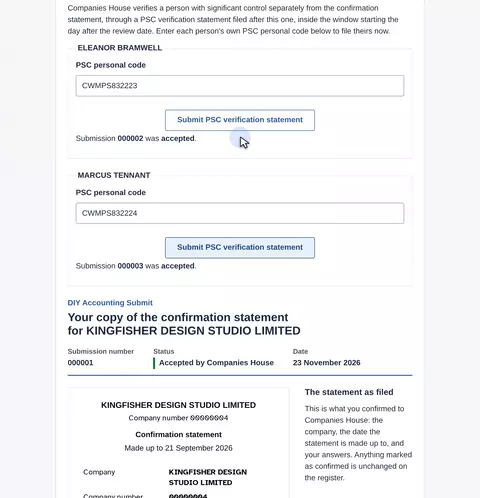 Companies House verifies a person with significant control separately from the confirmation
statement, through a PSC verification statement filed after this one, inside the window starting the
day after the review date. Enter each person's own PSC personal code below to file theirs now.
ELEANOR BRAMWELL
PSC personal code
CWMPS832223
Submit PSC verification statement
Submission 000002 was accepted.
MARCUS TENNANT
PSC personal code
CWMPS832224
Submit PSC verification statement
Submission 000003 was accepted.
DIY Accounting Submit
Your copy of the confirmation statement
for KINGFISHER DESIGN STUDIO LIMITED
Submission number
000001
Status
Accepted by Companies House
Date
23 November 2026
KINGFISHER DESIGN STUDIO LIMITED
Company number 00000004
Confirmation statement
Made up to 21 September 2026
Company
KINGFISHER DESIGN
STUDIO LIMITED
Company number
00000004
The statement as filed
This is what you confirmed to
Companies House: the
company, the date the
statement is made up to, and
your answers. Anything marked
as confirmed is unchanged on
the register.